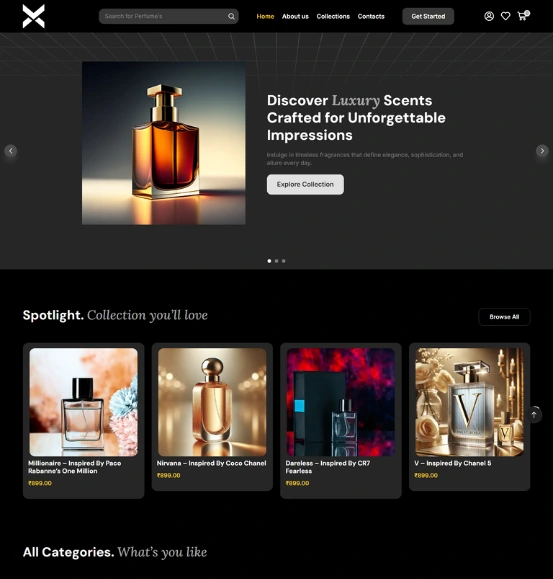 Search for Perfume's
Home About us Collections Contacts
Get Started
0
Discover Luxury Scents
Crafted for Unforgettable
Impressions
Indulge in timeless fragrances that define elegance, sophistication, and
allure every day.
Explore Collection
Spotlight. Collection you'll love
Browse All
V
V
Millionaire – Inspired By Paco
Rabanne's One Million
₹899.00
Nirvana – Inspired By Coco Chanel
₹899.00
Dareless – Inspired By CR7
Fearless
₹899.00
V – Inspired By Chanel 5
₹899.00
All Categories. What's you like